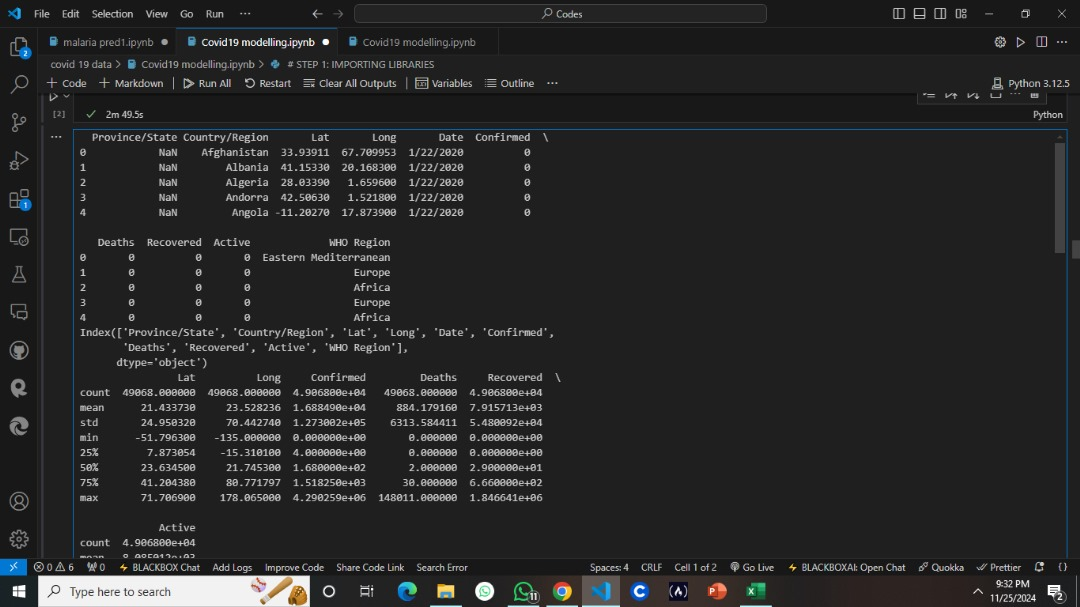 File Edit Selection View Go Run ··· Codes
malaria pred1.ipynb Covid19 modelling.ipynb Covid19 modelling.ipynb
covid 19 data > Covid19 modelling.ipynb > # STEP 1: IMPORTING LIBRARIES
+ Code + Markdown Run All Restart Clear All Outputs Variables Outline ··· Python 3.12.5
[2] ✓ 2m 49.5s Python
Province/State Country/Region Lat Long Date Confirmed \
0 NaN Afghanistan 33.93911 67.709953 1/22/2020 0
1 NaN Albania 41.15330 20.168300 1/22/2020 0
2 NaN Algeria 28.03390 1.659600 1/22/2020 0
3 NaN Andorra 42.50630 1.521800 1/22/2020 0
4 NaN Angola -11.20270 17.873900 1/22/2020 0
Deaths Recovered Active WHO Region
0 0 0 0 Eastern Mediterranean
1 0 0 0 Europe
2 0 0 0 Africa
3 0 0 0 Europe
4 0 0 0 Africa
Index(['Province/State', 'Country/Region', 'Lat', 'Long', 'Date', 'Confirmed',
'Deaths', 'Recovered', 'Active', 'WHO Region'],
dtype='object')
Lat Long Confirmed Deaths Recovered \
count 49068.000000 49068.000000 4.906800e+04 49068.000000 4.906800e+04
mean 21.433730 23.528236 1.688490e+04 884.179160 7.915713e+03
std 24.950320 70.442740 1.273002e+05 6313.584411 5.480092e+04
min -51.796300 -135.000000 0.000000e+00 0.000000 0.000000e+00
25% 7.873054 -15.310100 4.000000e+00 0.000000 0.000000e+00
50% 23.634500 21.745300 1.680000e+02 2.000000 2.900000e+01
75% 41.204380 80.771797 1.518250e+03 30.000000 6.660000e+02
max 71.706900 178.065000 4.290259e+06 148011.000000 1.846641e+06
Active
count 4.906800e+04
mean 8.085012e+03
0 6 0 BLACKBOX Chat Add Logs Improve Code Share Code Link Search Error Spaces: 4 CRLF Cell 1 of 2 Go Live BLACKBOXAI: Open Chat Quokka Prettier {}
Type here to search 11 9:32 PM
11/25/2024 2